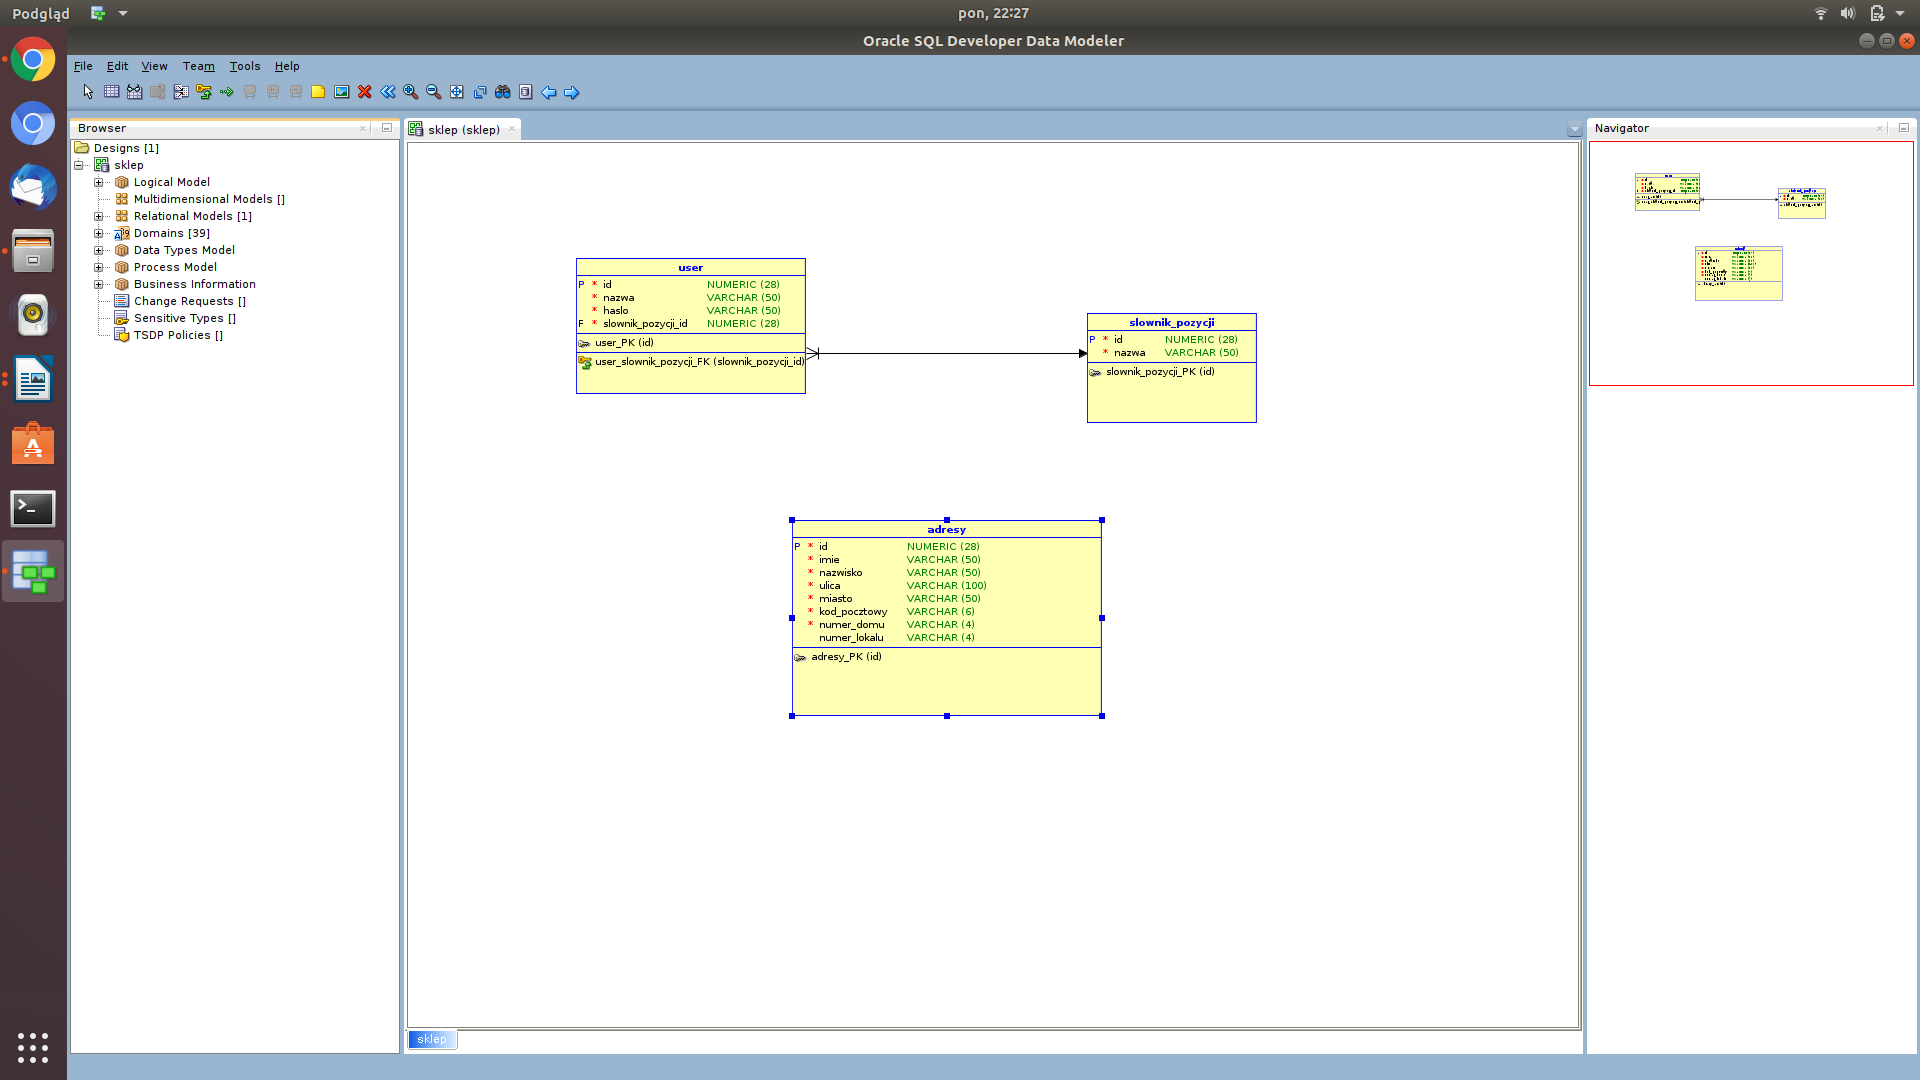 Podgląd
pon, 22:27
Oracle SQL Developer Data Modeler
File Edit View Team Tools Help
Browser
Designs [1]
sklep
Logical Model
Multidimensional Models []
Relational Models [1]
Domains [39]
Data Types Model
Process Model
Business Information
Change Requests []
Sensitive Types []
TSDP Policies []
sklep (sklep)
user
P * id NUMERIC (28)
* nazwa VARCHAR (50)
* haslo VARCHAR (50)
F * slownik_pozycji_id NUMERIC (28)
user_PK (id)
user_slownik_pozycji_FK (slownik_pozycji_id)
slownik_pozycji
P * id NUMERIC (28)
* nazwa VARCHAR (50)
slownik_pozycji_PK (id)
adresy
P * id NUMERIC (28)
* imie VARCHAR (50)
* nazwisko VARCHAR (50)
* ulica VARCHAR (100)
* miasto VARCHAR (50)
* kod_pocztowy VARCHAR (6)
* numer_domu VARCHAR (4)
numer_lokalu VARCHAR (4)
adresy_PK (id)
sklep
Navigator